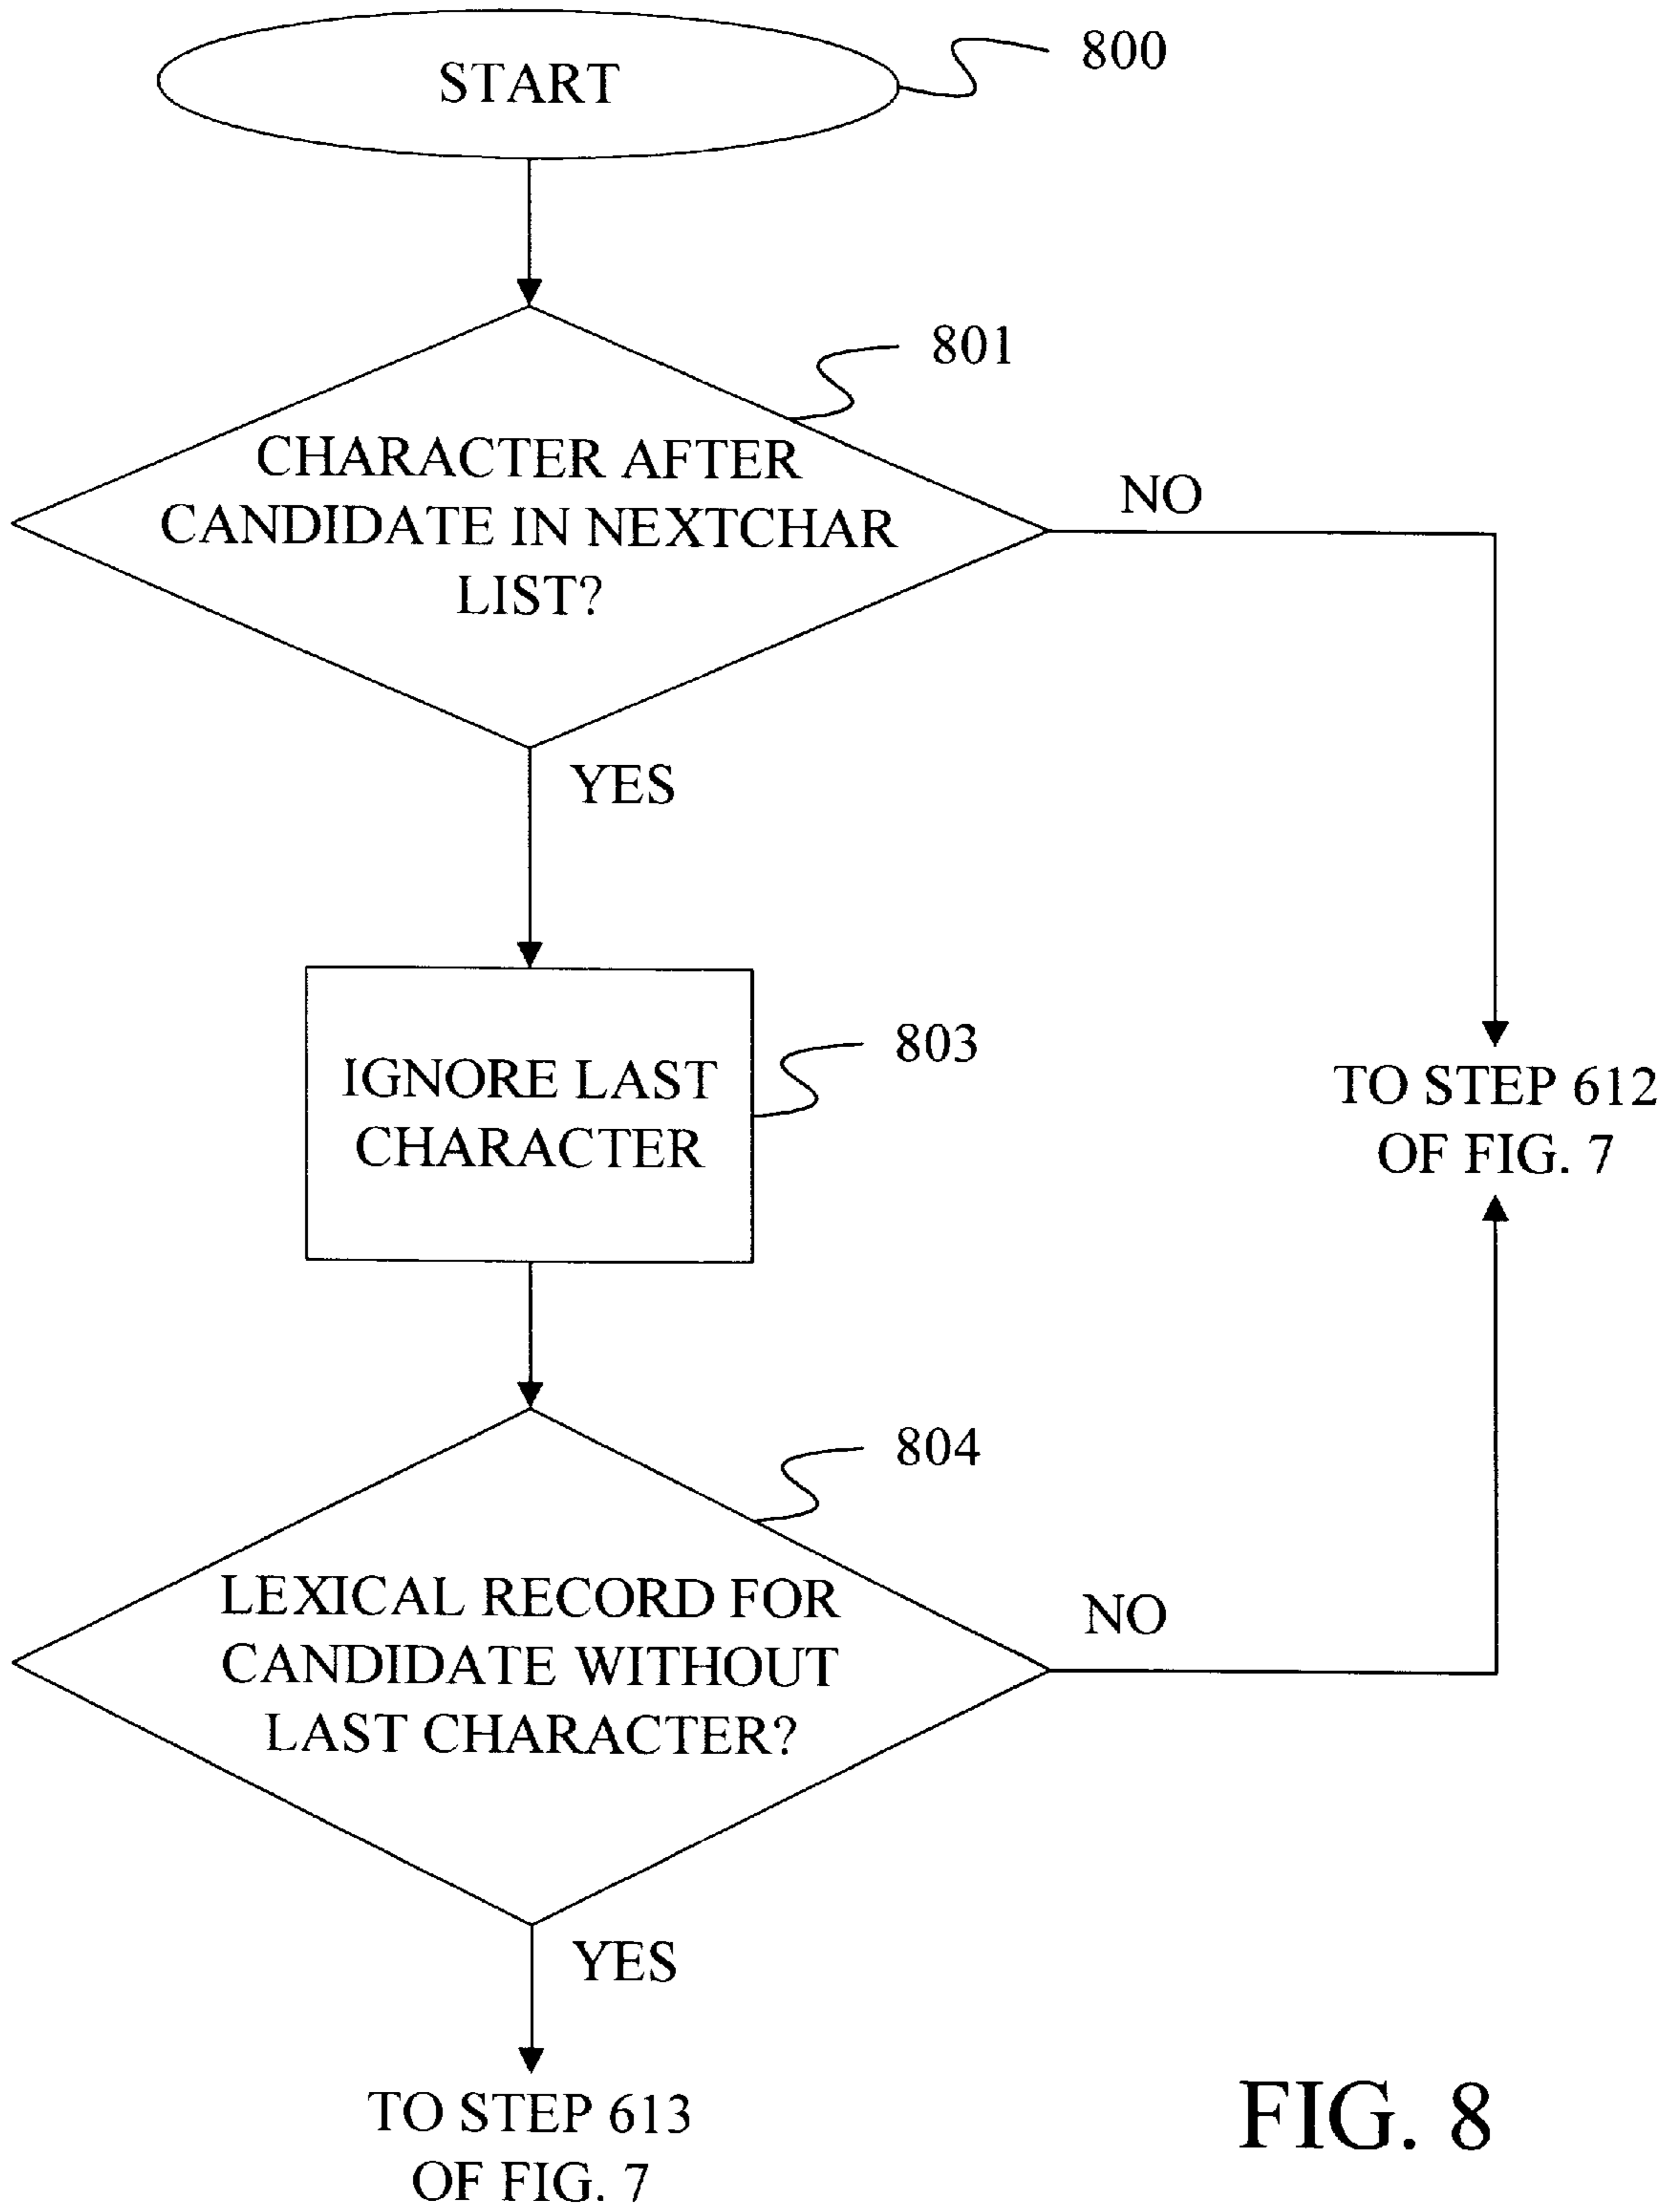 START
800
801
CHARACTER AFTER
CANDIDATE IN NEXTCHAR
LIST?
NO
YES
803
IGNORE LAST
CHARACTER
TO STEP 612
OF FIG. 7
804
LEXICAL RECORD FOR
CANDIDATE WITHOUT
LAST CHARACTER?
NO
YES
TO STEP 613
OF FIG. 7
FIG. 8